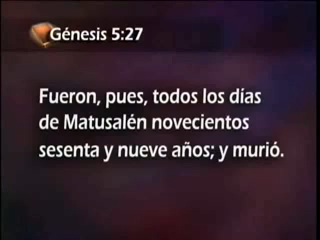 Génesis 5:27
Fueron, pues, todos los días
de Matusalén novecientos
sesenta y nueve años; y murió.